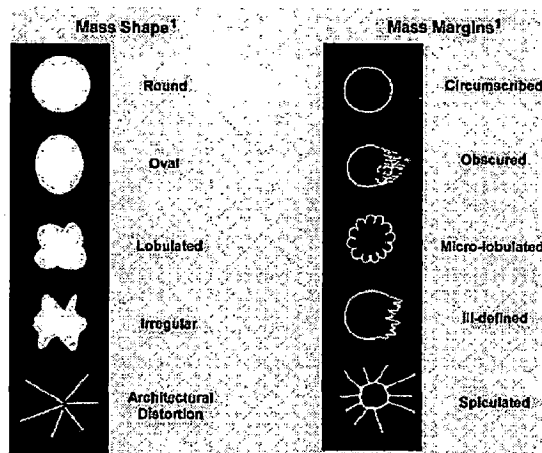 Mass Shape¹
Round
Oval
Lobulated
Irregular
Architectural
Distortion
Mass Margins¹
Circumscribed
Obscured
Micro-lobulated
Ill-defined
Spiculated